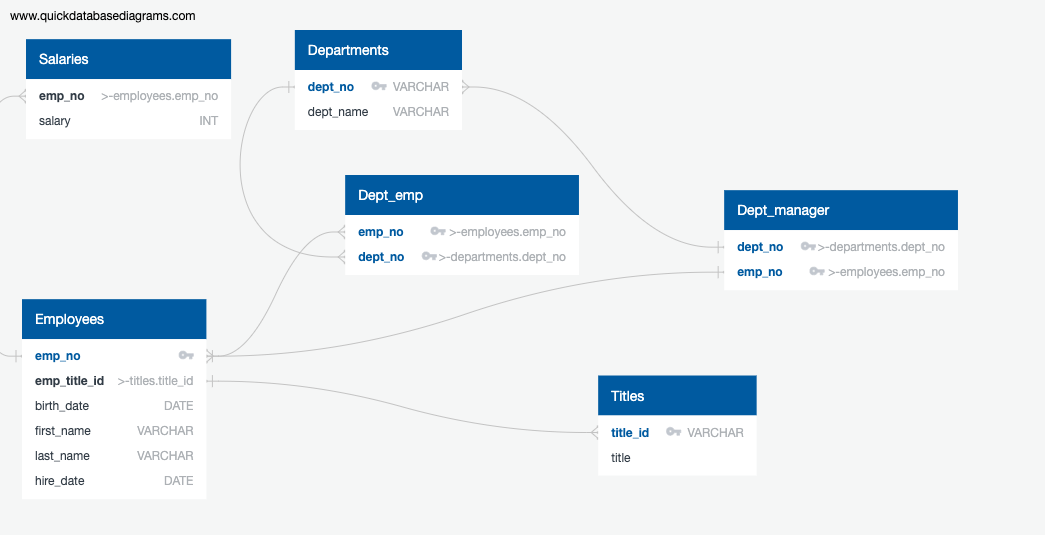 www.quickdatabasediagrams.com
Salaries
emp_no >-employees.emp_no
salary INT
Departments
dept_no VARCHAR
dept_name VARCHAR
Dept_emp
emp_no >-employees.emp_no
dept_no >-departments.dept_no
Dept_manager
dept_no >-departments.dept_no
emp_no >-employees.emp_no
Employees
emp_no
emp_title_id >-titles.title_id
birth_date DATE
first_name VARCHAR
last_name VARCHAR
hire_date DATE
Titles
title_id VARCHAR
title